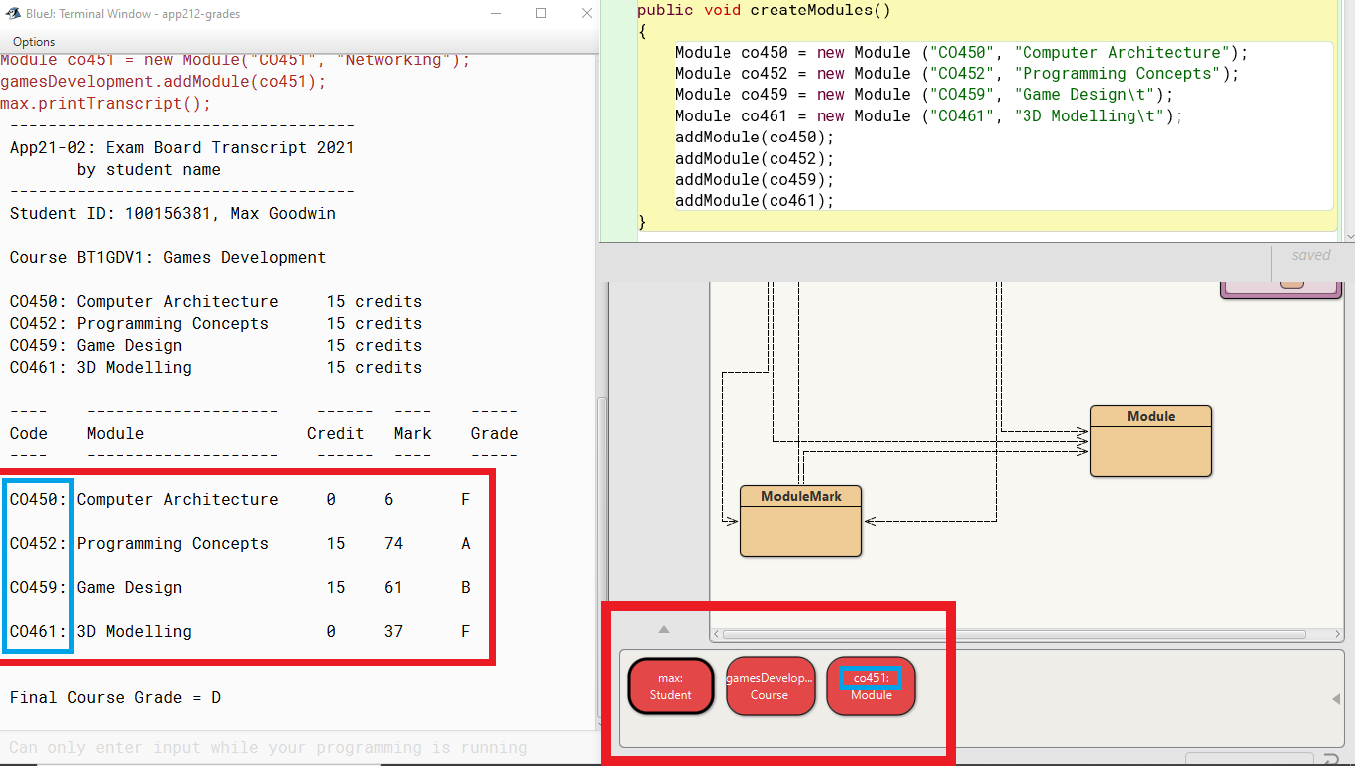 BlueJ: Terminal Window - app212-grades
Options
Module co451 = new Module("CO451", "Networking");
gamesDevelopment.addModule(co451);
max.printTranscript();
------------------------------------
App21-02: Exam Board Transcript 2021
by student name
------------------------------------
Student ID: 100156381, Max Goodwin
Course BT1GDV1: Games Development
CO450: Computer Architecture 15 credits
CO452: Programming Concepts 15 credits
CO459: Game Design 15 credits
CO461: 3D Modelling 15 credits
---- -------------------- ------ ---- -----
Code Module Credit Mark Grade
---- -------------------- ------ ---- -----
CO450: Computer Architecture 0 6 F
CO452: Programming Concepts 15 74 A
CO459: Game Design 15 61 B
CO461: 3D Modelling 0 37 F
Final Course Grade = D
Can only enter input while your programming is running
public void createModules()
{
Module co450 = new Module ("CO450", "Computer Architecture");
Module co452 = new Module ("CO452", "Programming Concepts");
Module co459 = new Module ("CO459", "Game Design\t");
Module co461 = new Module ("CO461", "3D Modelling\t");
addModule(co450);
addModule(co452);
addModule(co459);
addModule(co461);
}
saved
Module
ModuleMark
max:
Student
gamesDevelop...
Course
co451:
Module